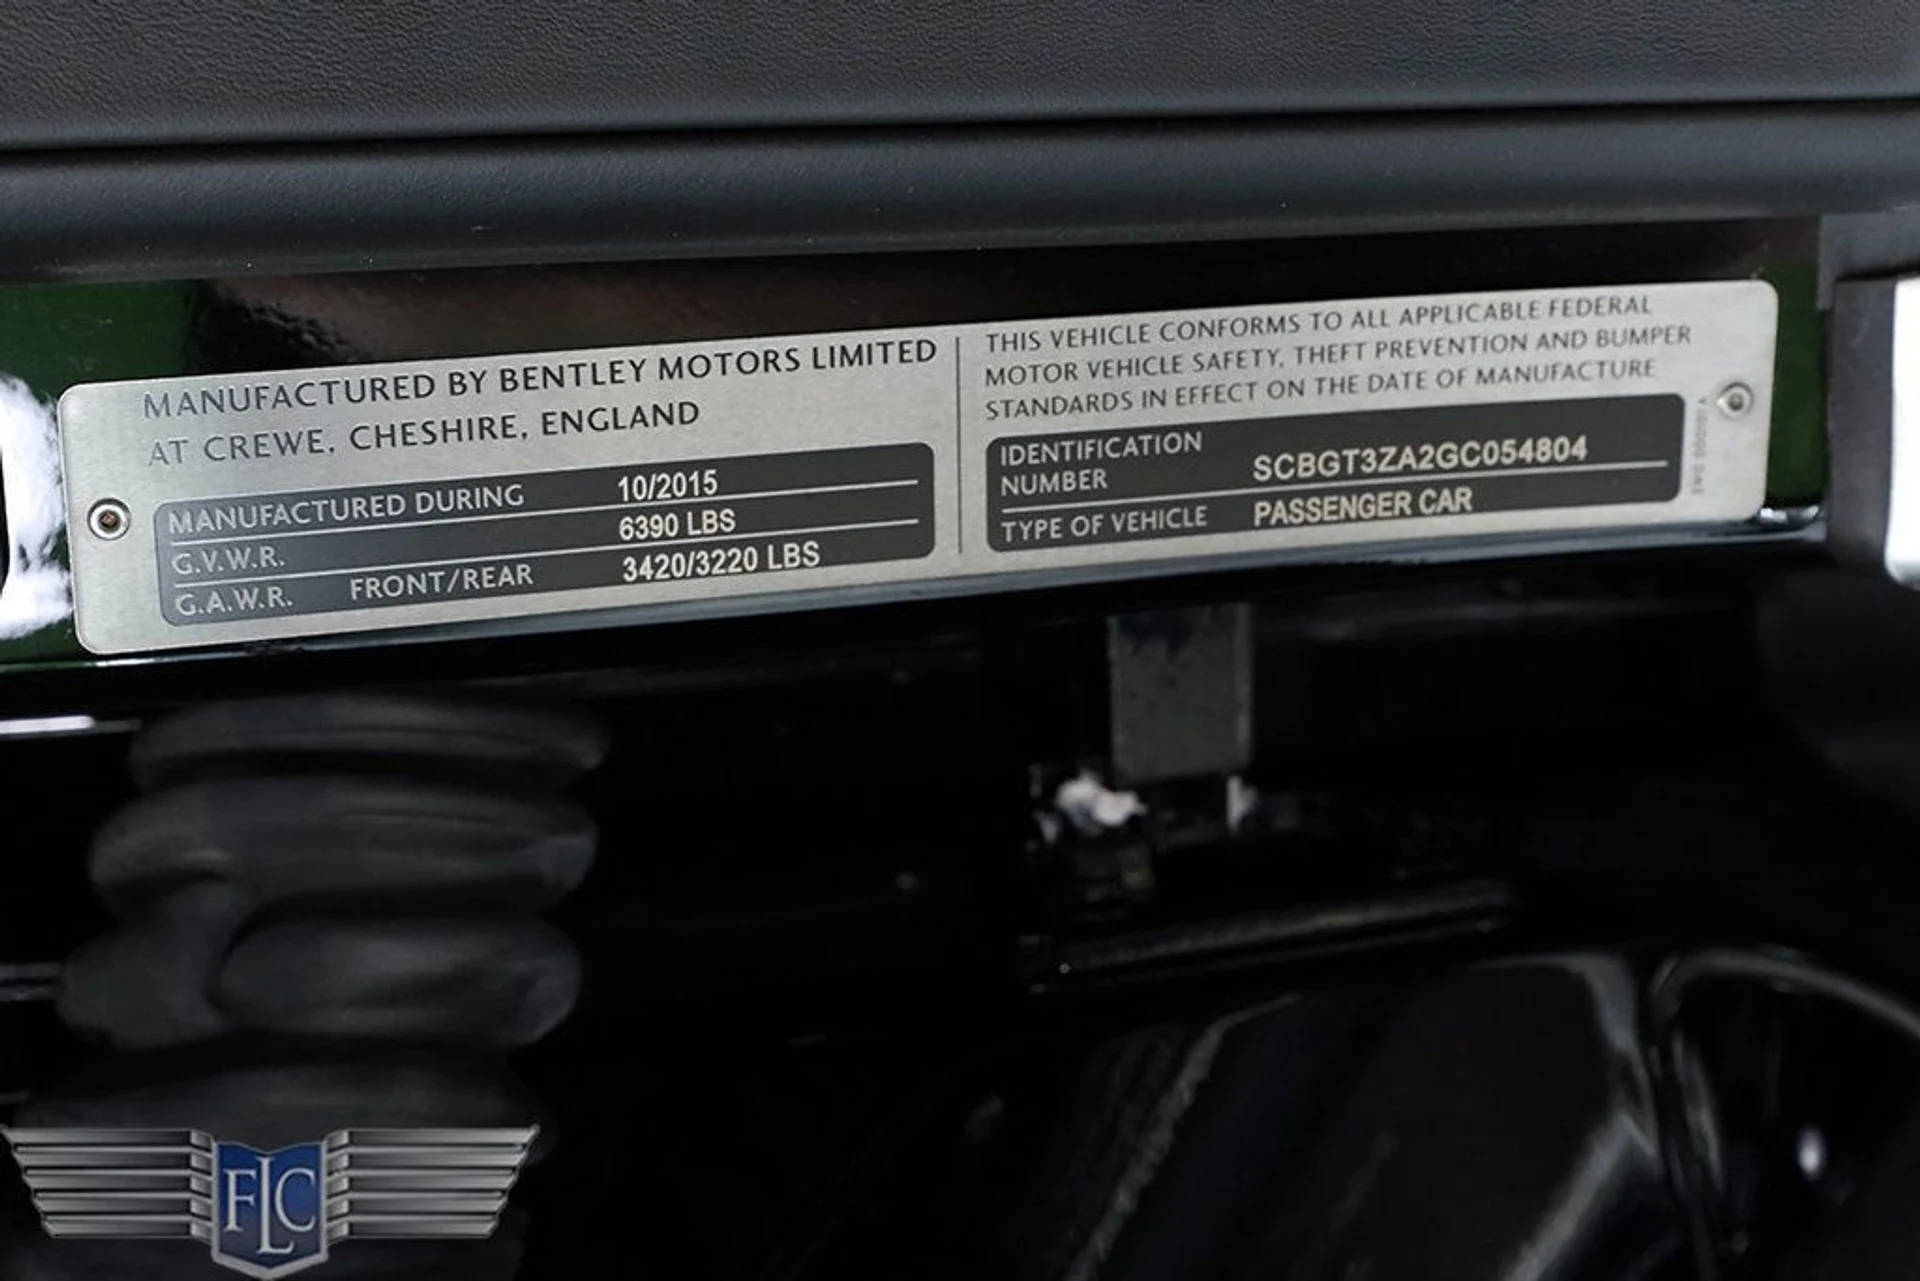 MANUFACTURED BY BENTLEY MOTORS LIMITED
AT CREWE, CHESHIRE, ENGLAND
MANUFACTURED DURING 10/2015
G.V.W.R. 6390 LBS
G.A.W.R. FRONT/REAR 3420/3220 LBS
THIS VEHICLE CONFORMS TO ALL APPLICABLE FEDERAL
MOTOR VEHICLE SAFETY, THEFT PREVENTION AND BUMPER
STANDARDS IN EFFECT ON THE DATE OF MANUFACTURE
IDENTIFICATION
NUMBER SCBGT3ZA2GC054804
TYPE OF VEHICLE PASSENGER CAR
FLC